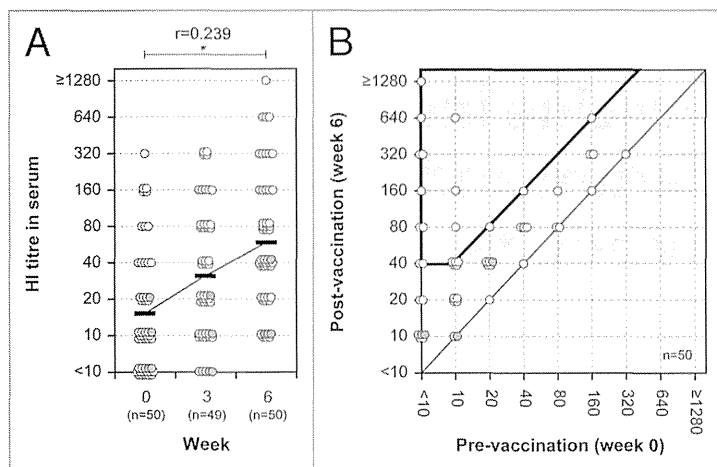 A
r=0.239
*
HI titre in serum
≥1280
640
320
160
80
40
20
10
<10
0 3 6
(n=50) (n=49) (n=50)
Week
B
Post-vaccination (week 6)
≥1280
640
320
160
80
40
20
10
<10
n=50
<10 10 20 40 80 160 320 640 ≥1280
Pre-vaccination (week 0)